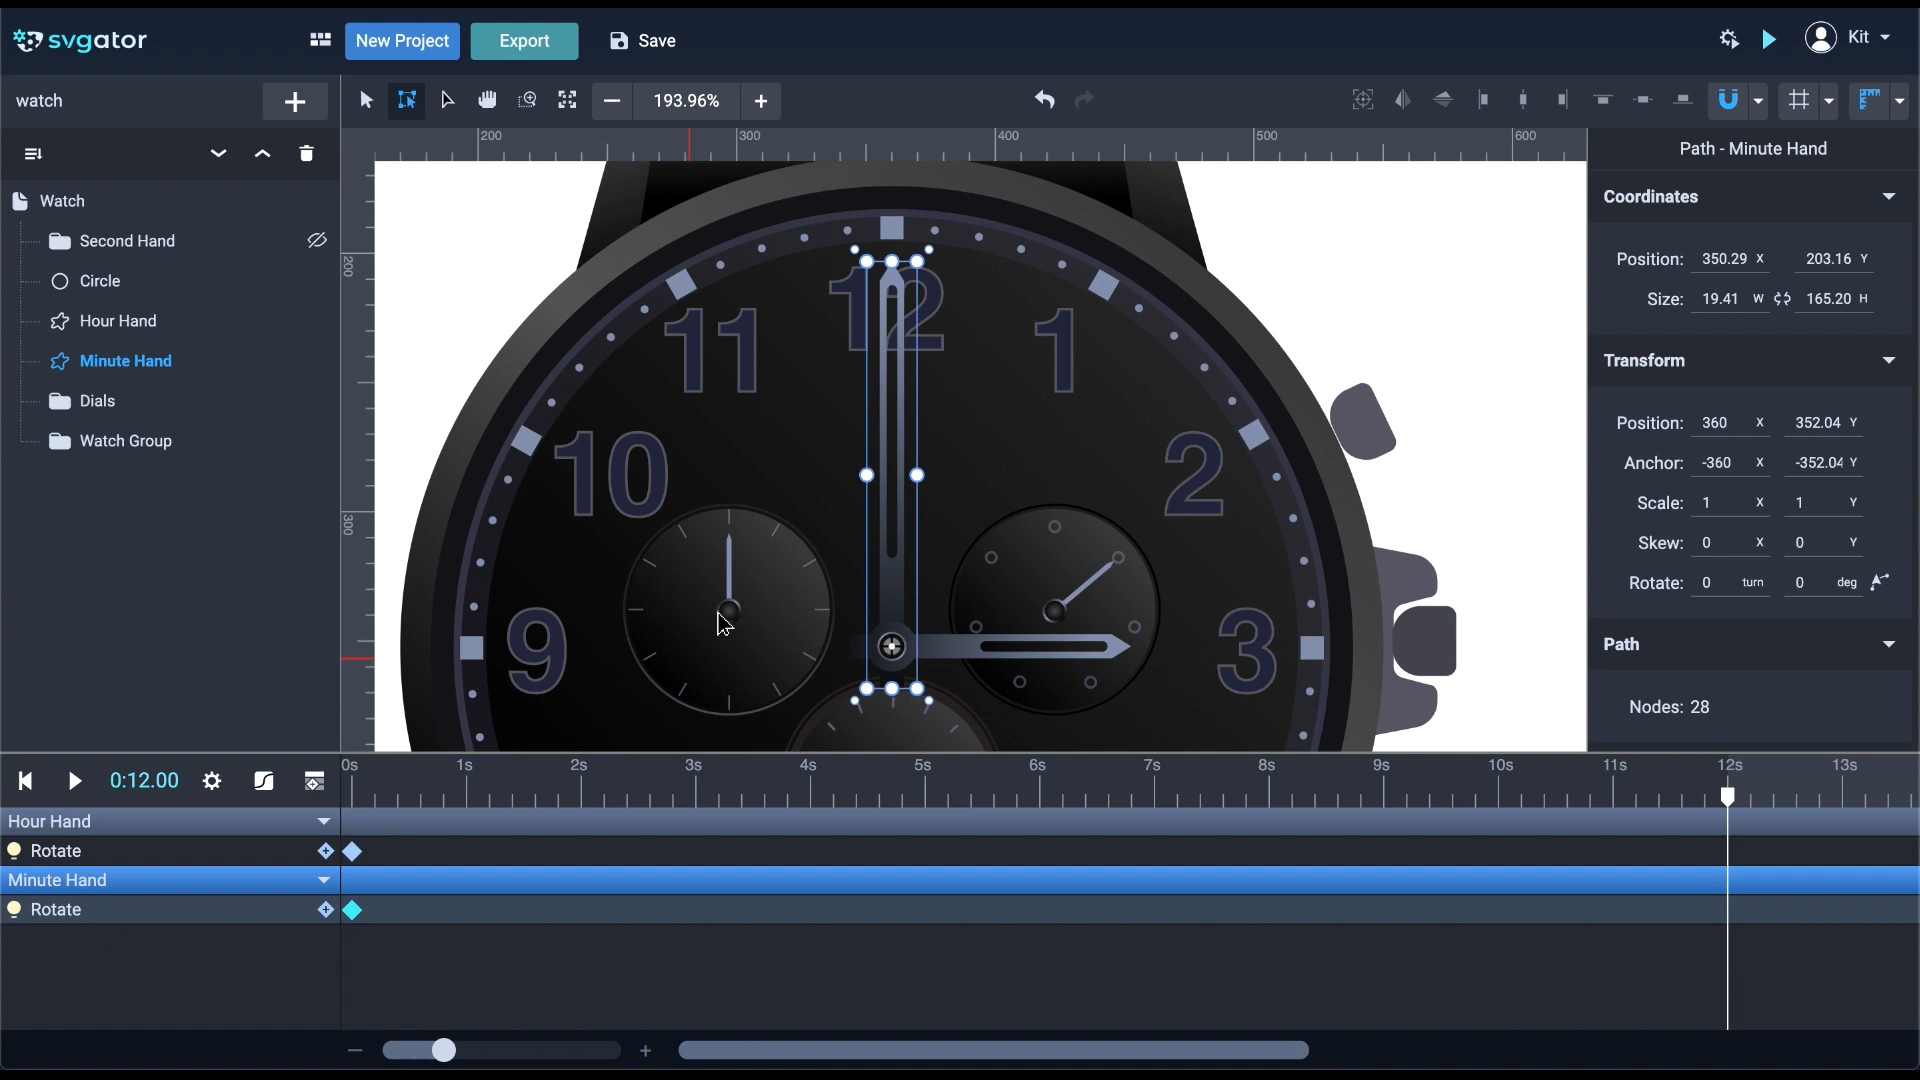 svgator
New Project
Export
Save
Kit
watch
193.96%
Watch
Second Hand
Circle
Hour Hand
Minute Hand
Dials
Watch Group
200
300
400
500
600
200
300
12
11
1
10
2
9
3
Path - Minute Hand
Coordinates
Position: 350.29 X 203.16 Y
Size: 19.41 W 165.20 H
Transform
Position: 360 X 352.04 Y
Anchor: -360 X -352.04 Y
Scale: 1 X 1 Y
Skew: 0 X 0 Y
Rotate: 0 turn 0 deg
Path
Nodes: 28
0:12.00
0s 1s 2s 3s 4s 5s 6s 7s 8s 9s 10s 11s 12s 13s
Hour Hand
Rotate
Minute Hand
Rotate